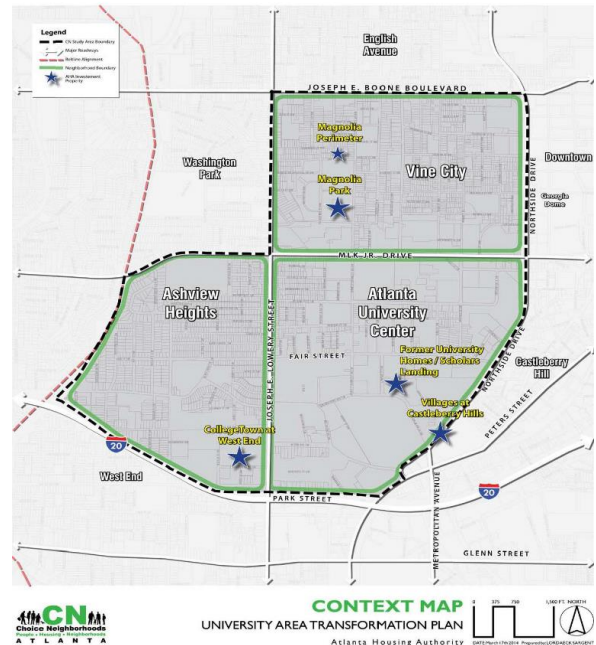 Legend
CN Study Area Boundary
Major Roadways
Beltline Alignment
Neighborhood Boundary
AHA Investment
Property
English
Avenue
JOSEPH E. BOONE BOULEVARD
Magnolia
Perimeter
Washington
Park
Vine City
Downtown
Magnolia
Park
Georgia
Dome
NORTHSIDE DRIVE
MLK JR. DRIVE
Ashview
Heights
Atlanta
University
Center
JOSEPH E. LOWERY STREET
FAIR STREET
Former University
Homes / Scholars
Landing
NORTHSIDE DRIVE
Castleberry
Hill
Villages at
Castleberry Hills
PETERS STREET
CollegeTown at
West End
20
West End
20
PARK STREET
METROPOLITAN AVENUE
GLENN STREET
CN
Choice Neighborhoods
People • Housing • Neighborhoods
ATLANTA
CONTEXT MAP
UNIVERSITY AREA TRANSFORMATION PLAN
Atlanta Housing Authority
0 375 750 1,500 FT. NORTH